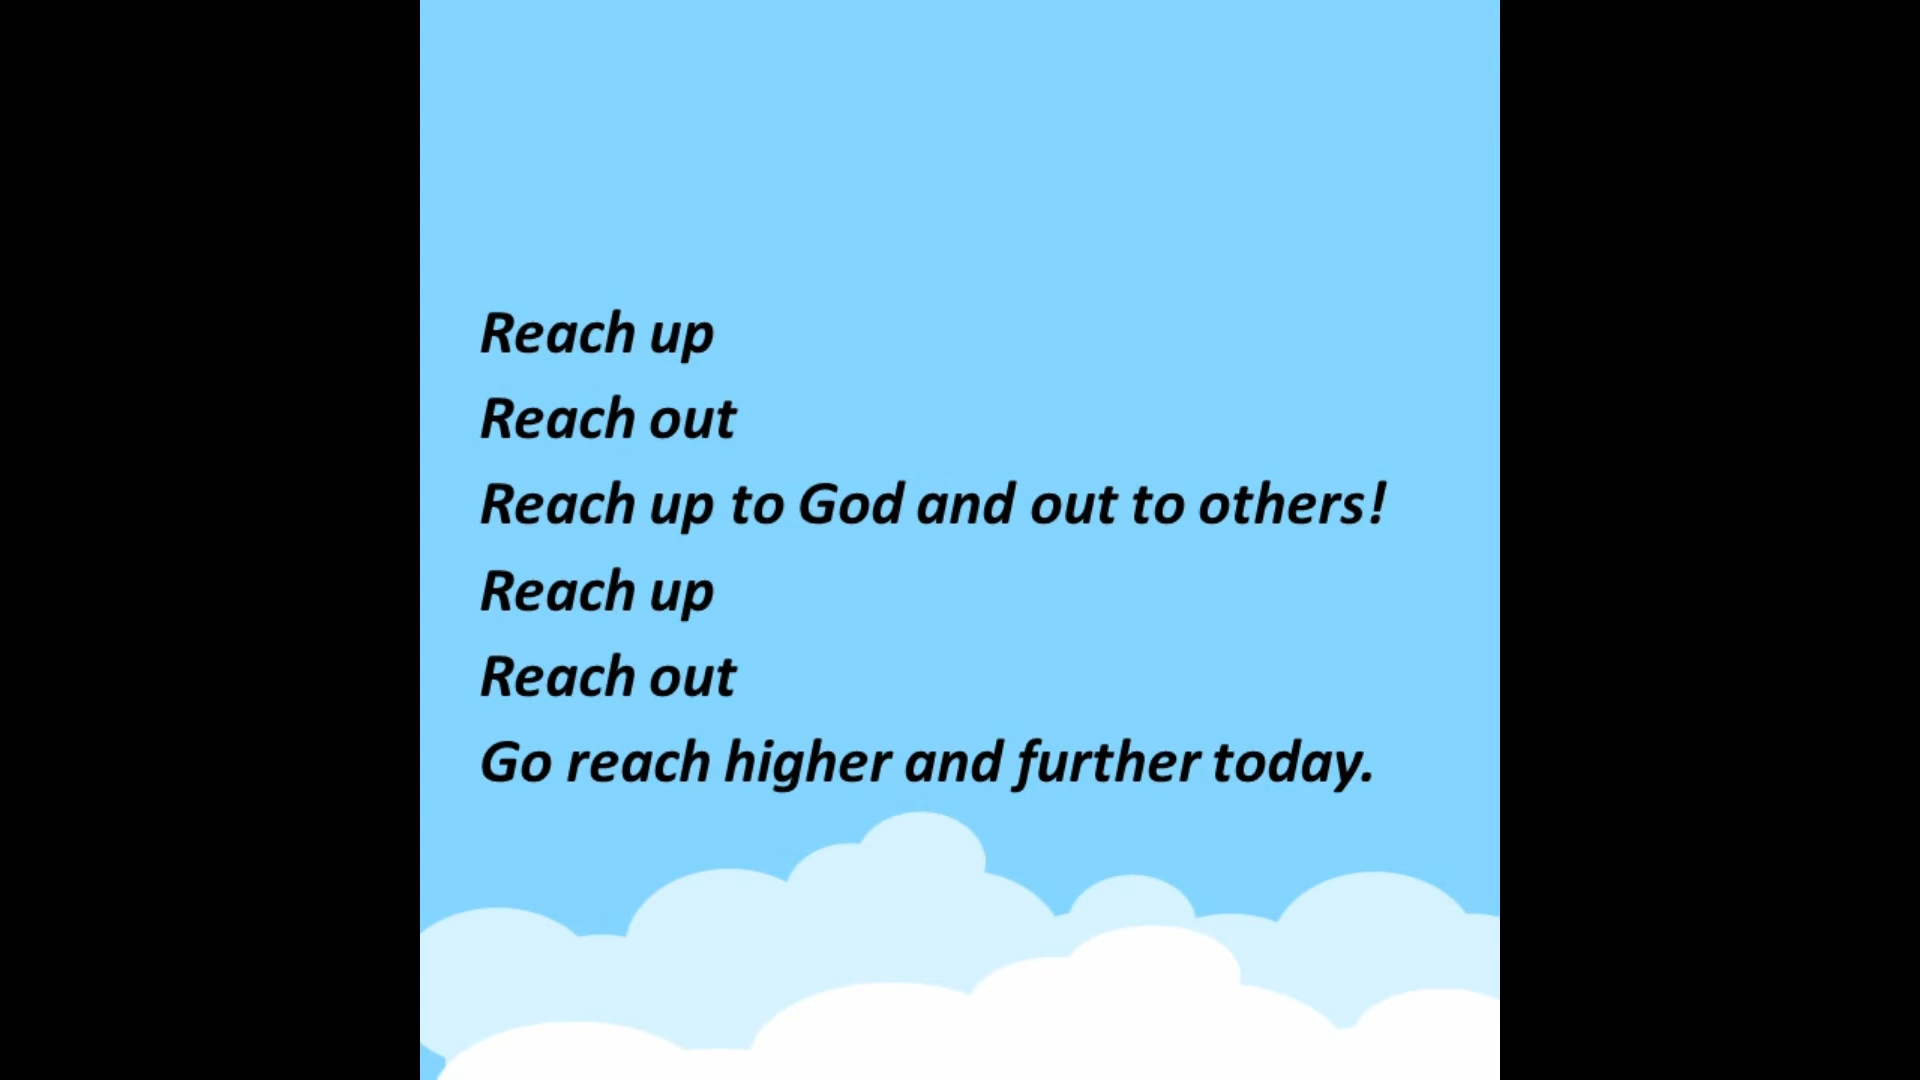 Reach up
Reach out
Reach up to God and out to others!
Reach up
Reach out
Go reach higher and further today.